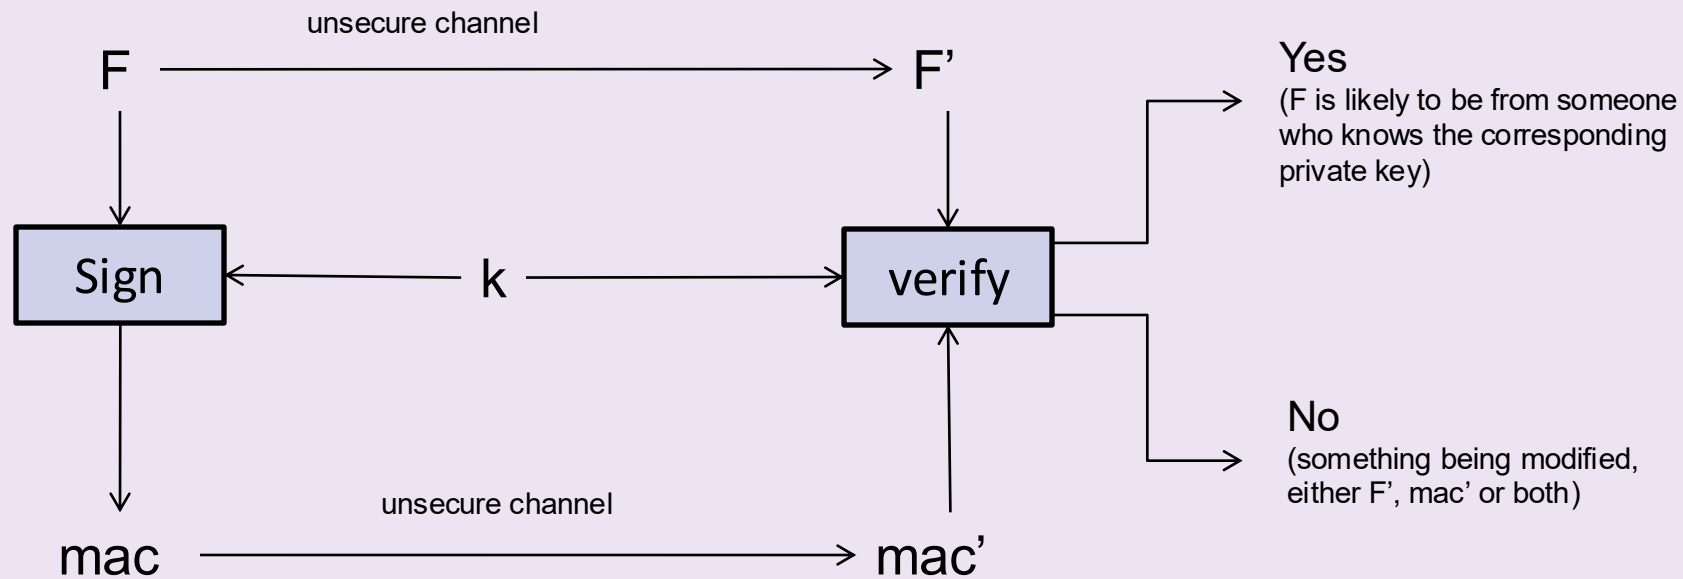 unsecure channel
F
F’
Yes
(F is likely to be from someone
who knows the corresponding
private key)
Sign
k
verify
No
(something being modified,
either F’, mac’ or both)
unsecure channel
mac
mac’